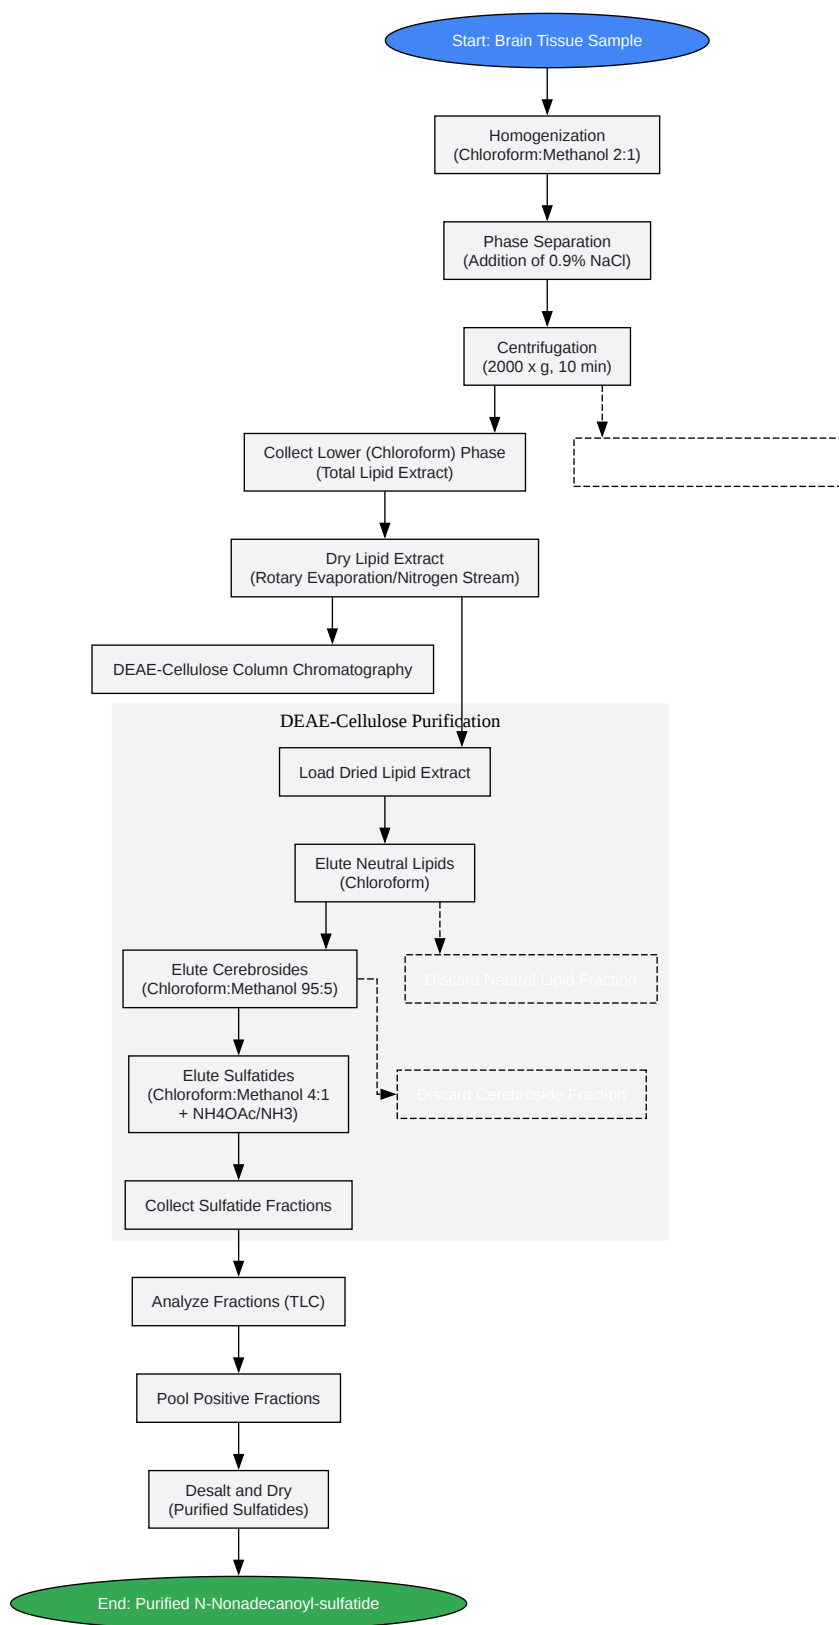 Start: Brain Tissue Sample
Homogenization
(Chloroform:Methanol 2:1)
Phase Separation
(Addition of 0.9% NaCl)
Centrifugation
(2000 x g, 10 min)
Collect Lower (Chloroform) Phase
(Total Lipid Extract)
Dry Lipid Extract
(Rotary Evaporation/Nitrogen Stream)
DEAE-Cellulose Column Chromatography
DEAE-Cellulose Purification
Load Dried Lipid Extract
Elute Neutral Lipids
(Chloroform)
Elute Cerebrosides
(Chloroform:Methanol 95:5)
Discard Neutral Lipid Fraction
Elute Sulfatides
(Chloroform:Methanol 4:1
+ NH4OAc/NH3)
Discard Cerebroside Fraction
Collect Sulfatide Fractions
Analyze Fractions (TLC)
Pool Positive Fractions
Desalt and Dry
(Purified Sulfatides)
End: Purified N-Nonadecanoyl-sulfatide